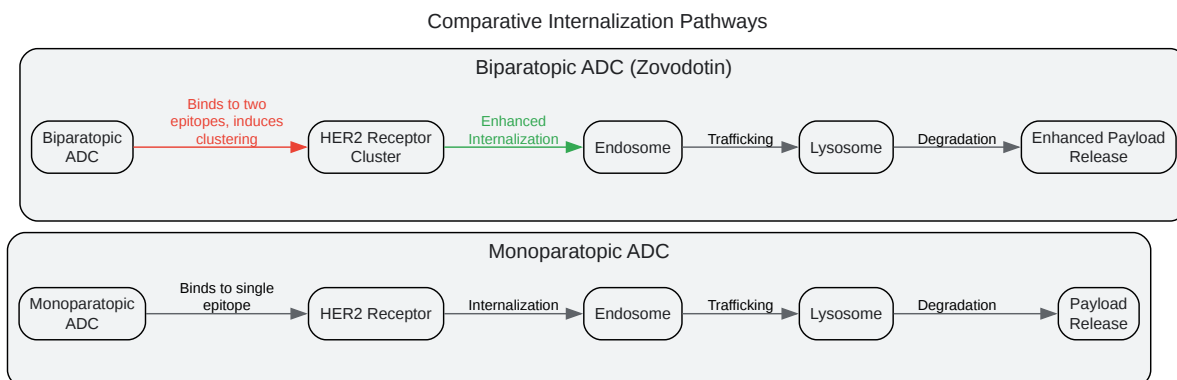 Comparative Internalization Pathways
Biparatopic ADC (Zovodotin)
Biparatopic
ADC
Binds to two
epitopes, induces
clustering
HER2 Receptor
Cluster
Enhanced
Internalization
Endosome
Trafficking
Lysosome
Degradation
Enhanced Payload
Release
Monoparatopic ADC
Monoparatopic
ADC
Binds to single
epitope
HER2 Receptor
Internalization
Endosome
Trafficking
Lysosome
Degradation
Payload
Release